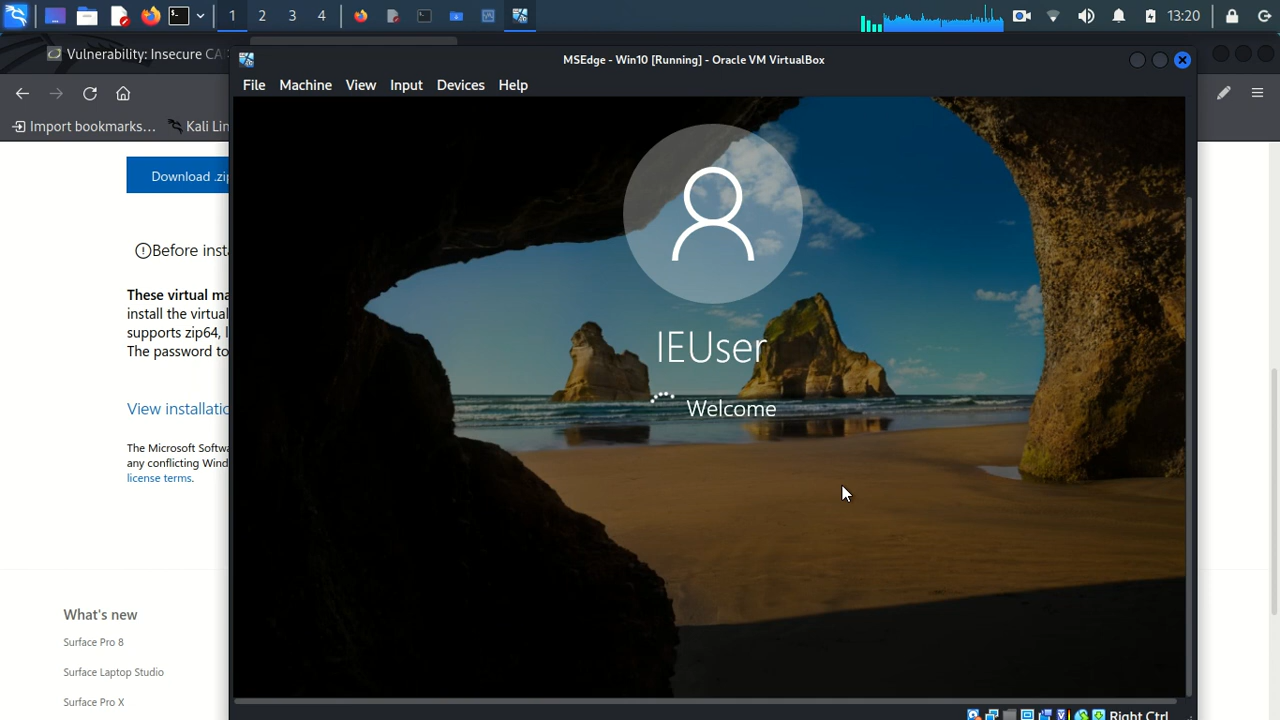 1 2 3 4 13:20
Vulnerability: Insecure CA
MSEdge - Win10 [Running] - Oracle VM VirtualBox
File Machine View Input Devices Help
Import bookmarks... Kali Lin
Download .zip
Before insta
These virtual ma
install the virtual
supports zip64, l
The password to
IEUser
Welcome
View installatio
The Microsoft Softwa
any conflicting Wind
license terms.
What's new
Surface Pro 8
Surface Laptop Studio
Surface Pro X
Right Ctrl